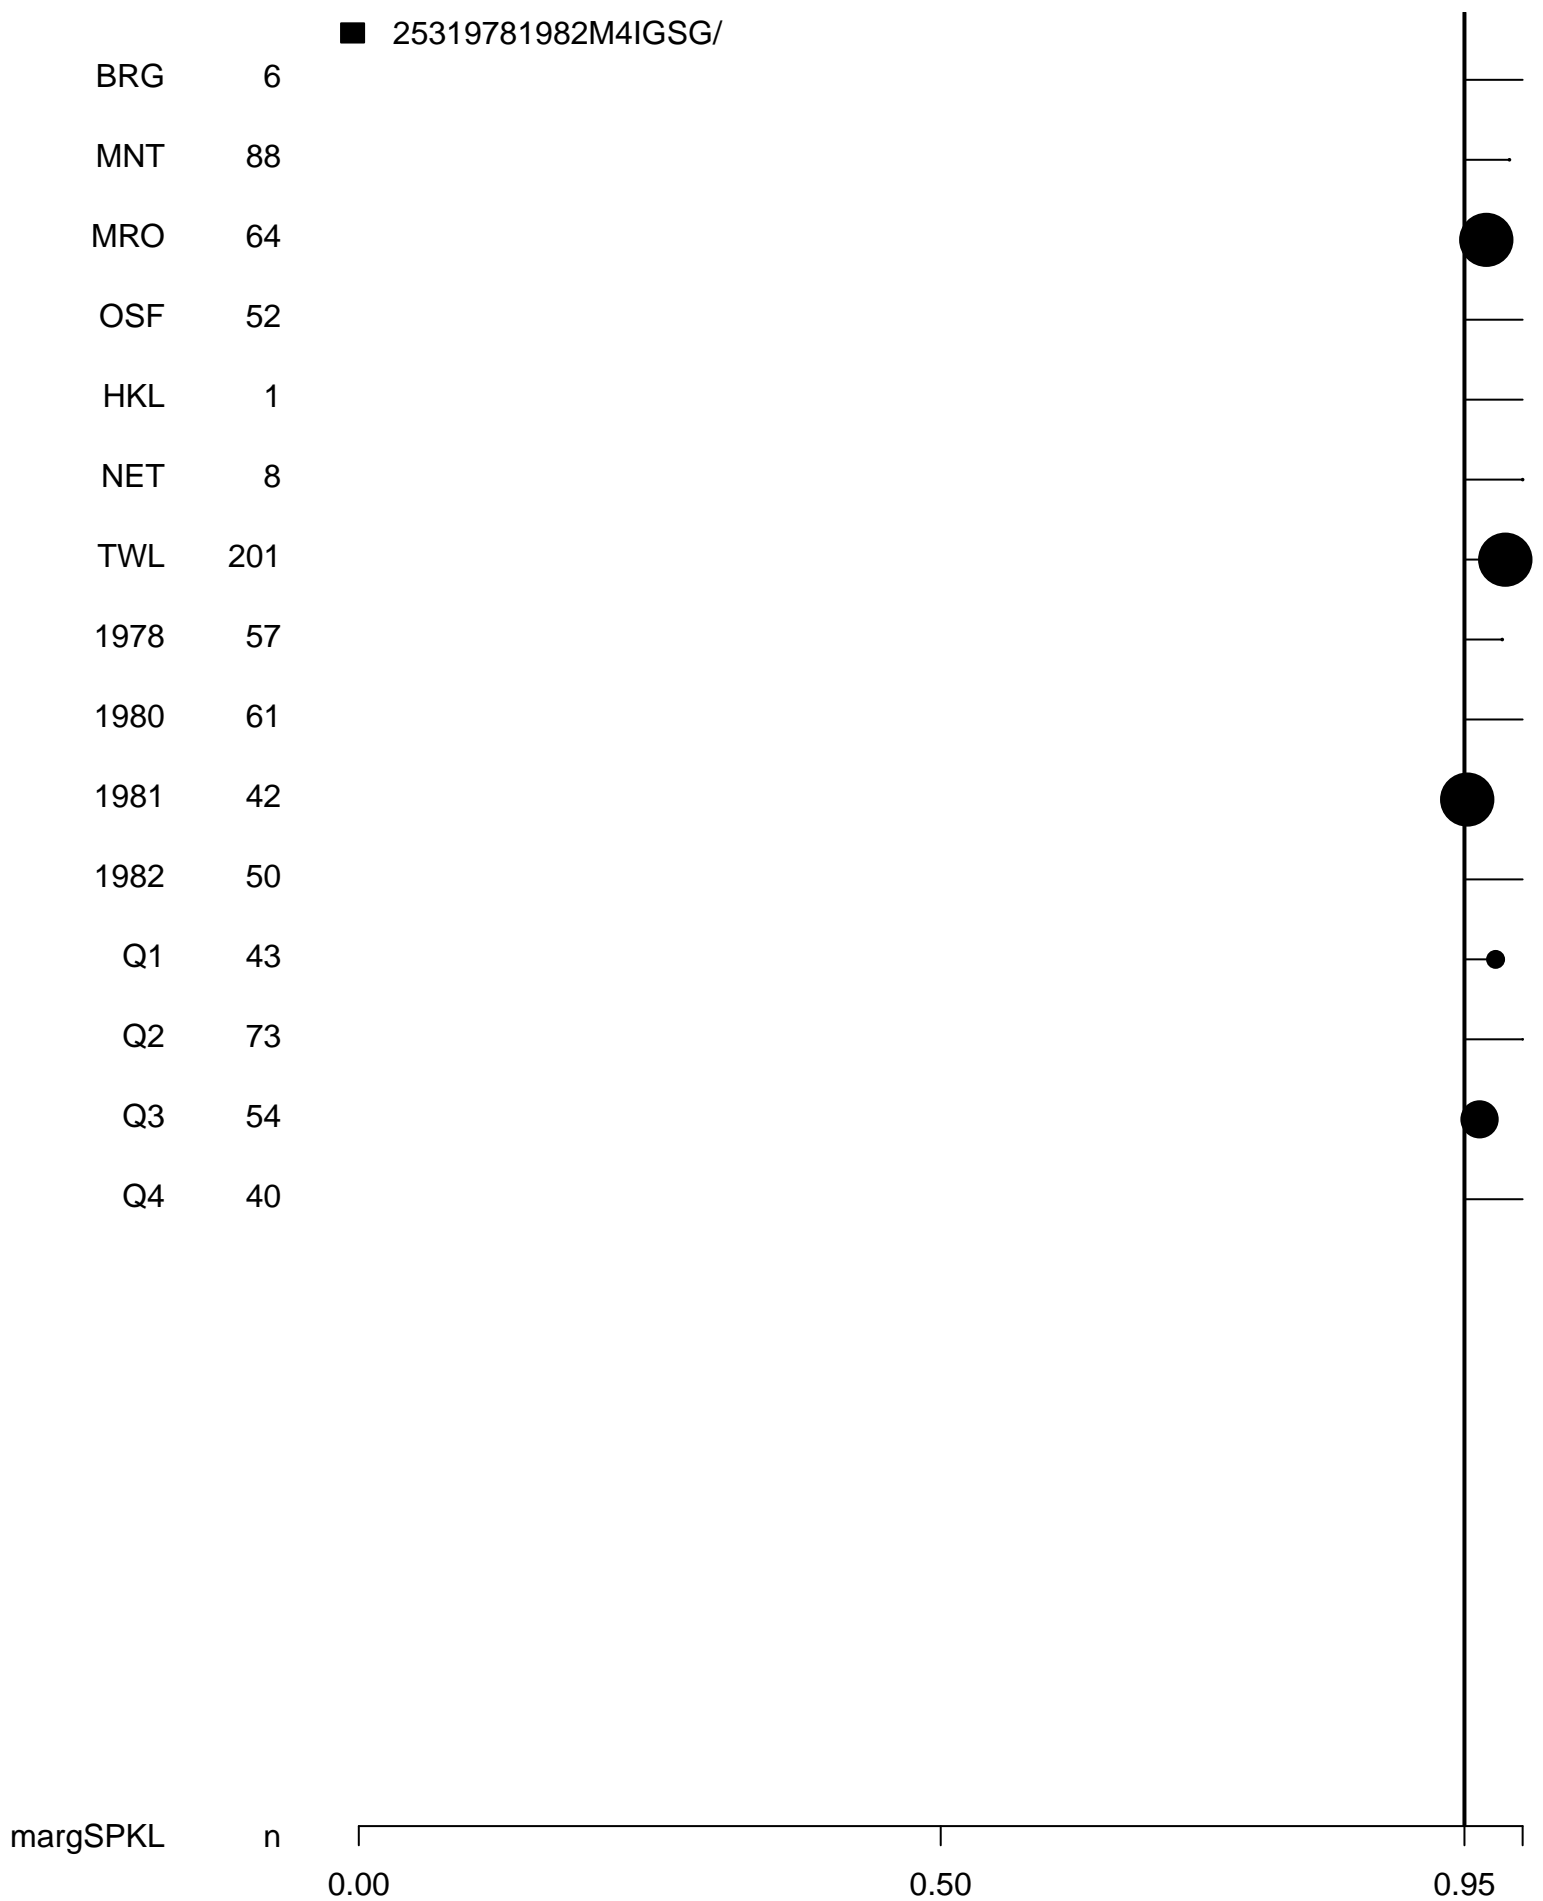 25319781982M4IGSG/
BRG 6
MNT 88
MRO 64
OSF 52
HKL 1
NET 8
TWL 201
1978 57
1980 61
1981 42
1982 50
Q1 43
Q2 73
Q3 54
Q4 40
margSPKL n
0.00 0.50 0.95